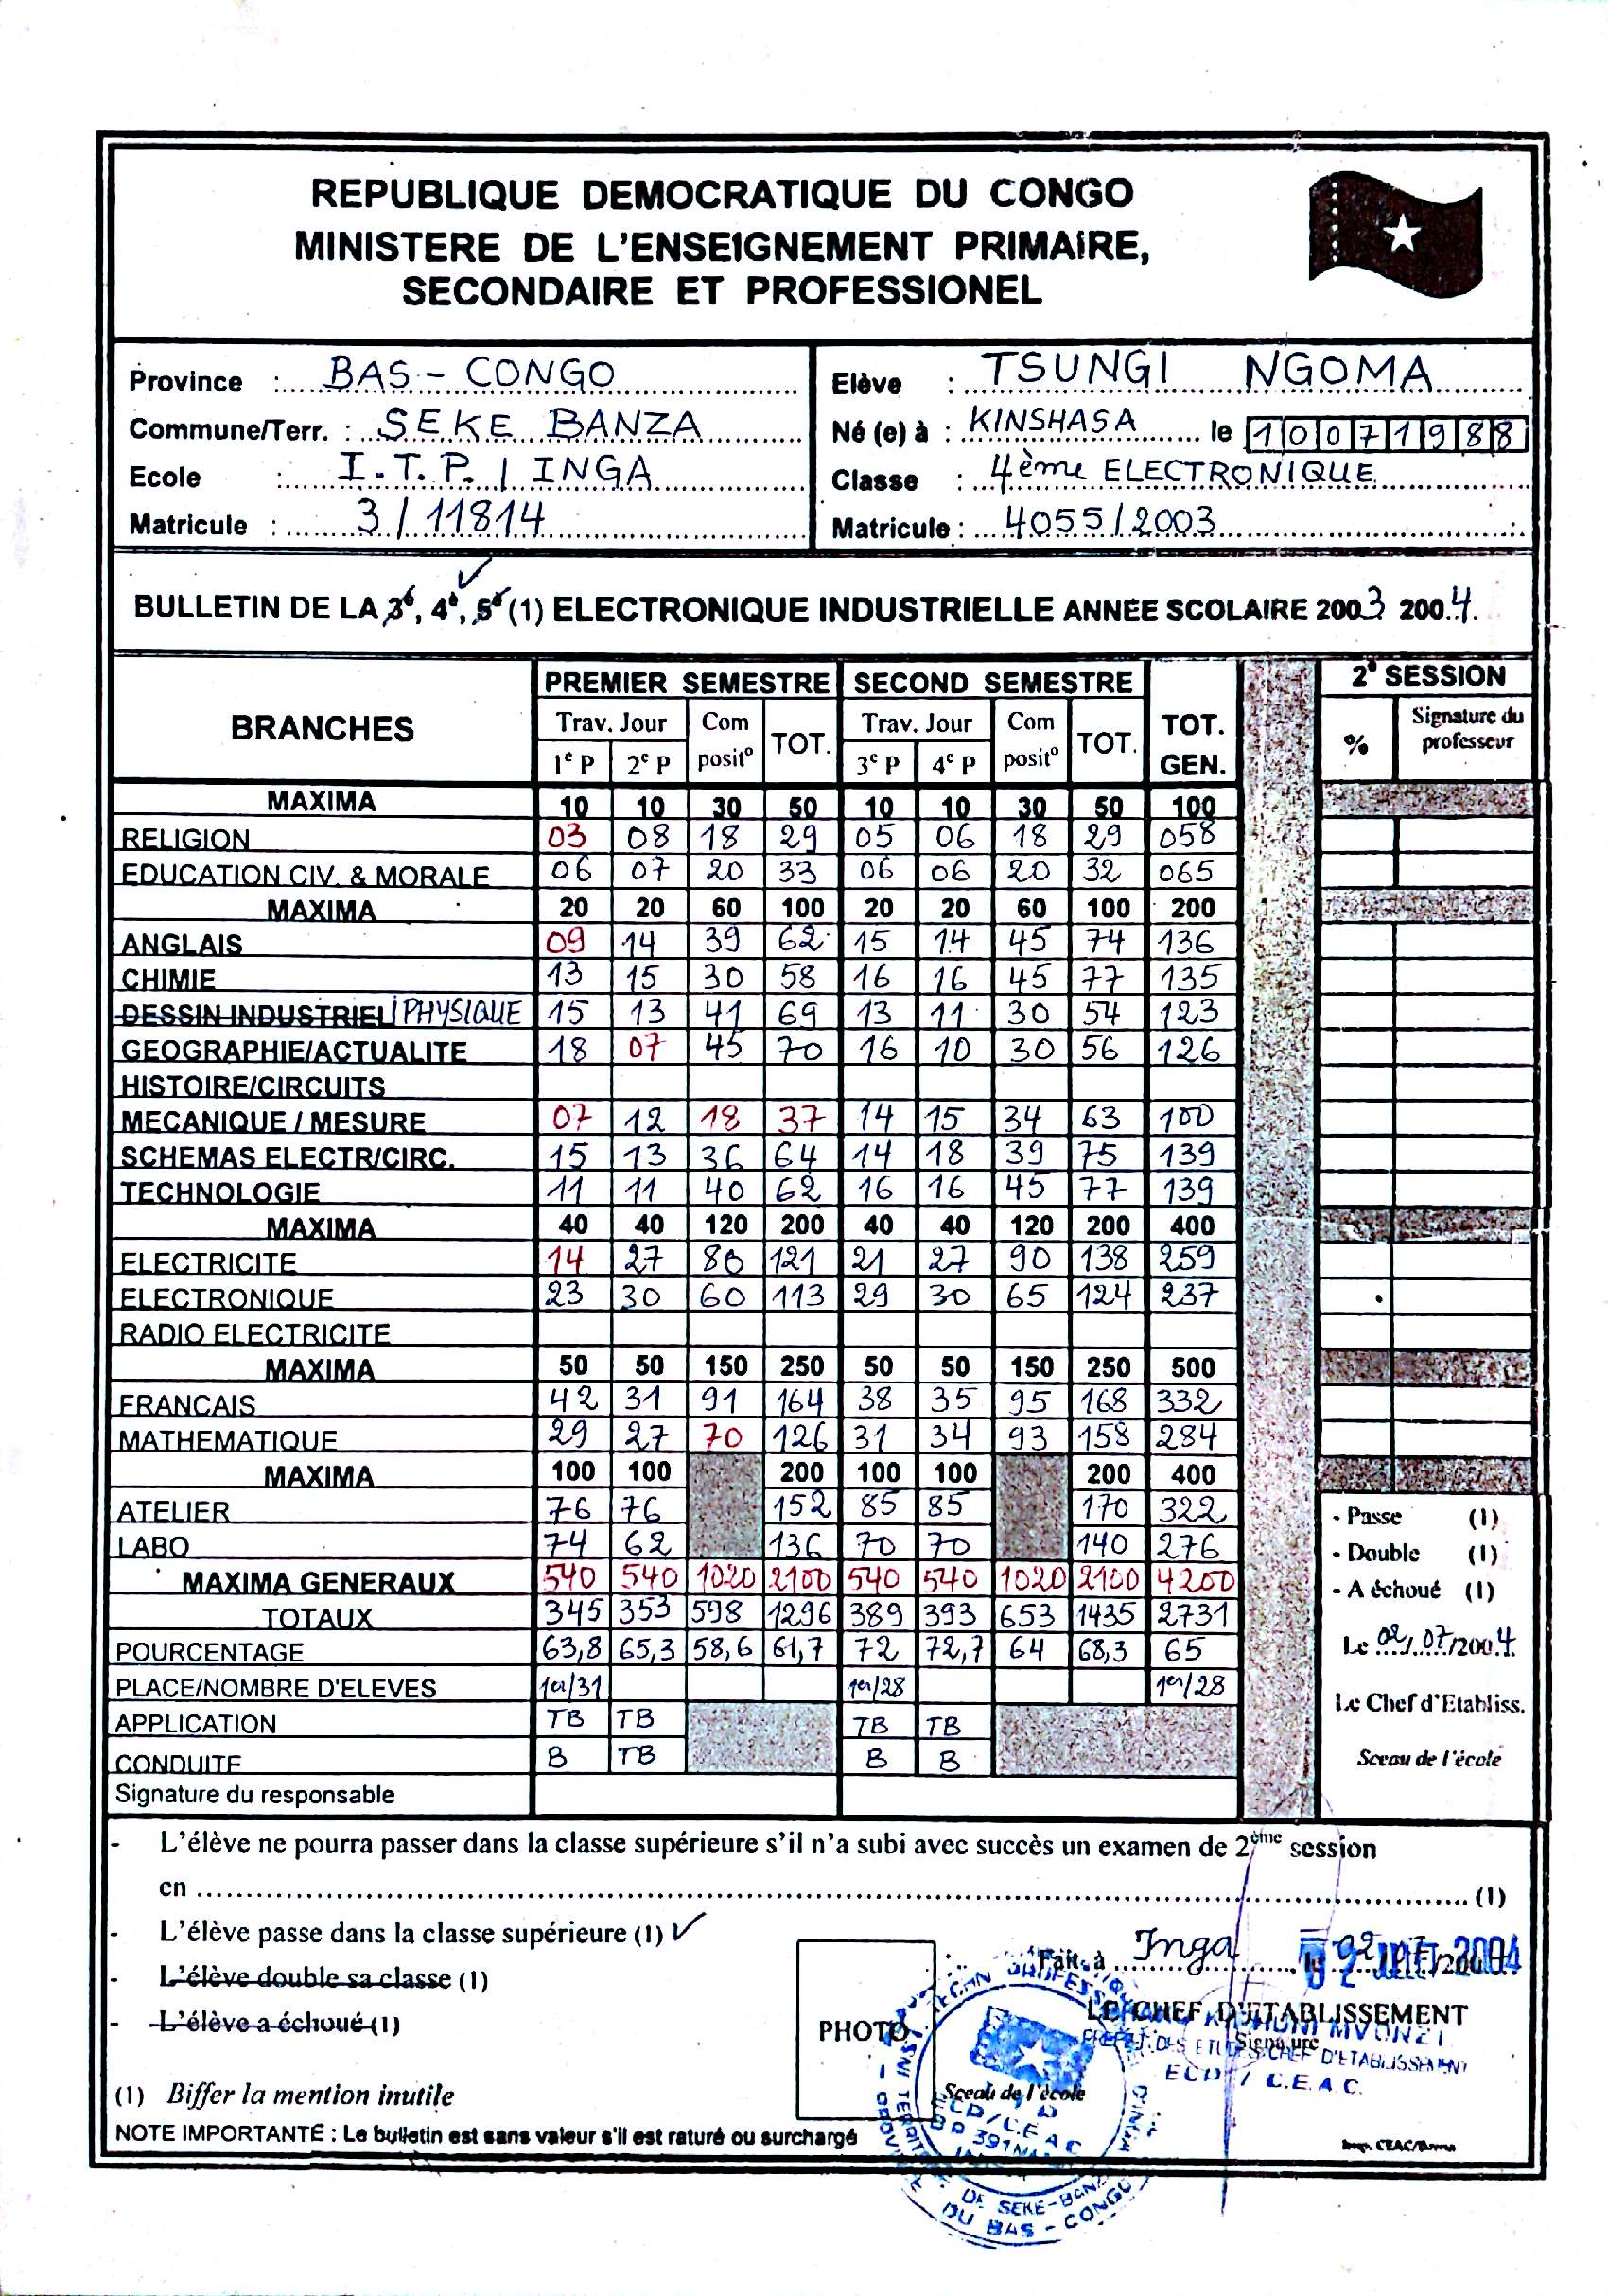 REPUBLIQUE DEMOCRATIQUE DU CONGO
MINISTERE DE L'ENSEIGNEMENT PRIMAIRE,
SECONDAIRE ET PROFESSIONEL
Province : BAS - CONGO
Commune/Terr. : SEKE BANZA
Ecole : I.T.P. / INGA
Matricule : 3/11814
Elève : TSUNGI NGOMA
Né (e) à : KINSHASA le 10071988
Classe : 4ème ELECTRONIQUE
Matricule : 4055/2003
BULLETIN DE LA 3è, 4è, 5è (1) ELECTRONIQUE INDUSTRIELLE ANNEE SCOLAIRE 2003 2004.
BRANCHES PREMIER SEMESTRE SECOND SEMESTRE TOT. GEN. 2è SESSION
Trav. Jour Composit° TOT. Trav. Jour Composit° TOT. % Signature du professeur
1e P 2e P 3e P 4e P
MAXIMA 10 10 30 50 10 10 30 50 100
RELIGION 03 08 18 29 05 06 18 29 058
EDUCATION CIV. & MORALE 06 07 20 33 06 06 20 32 065
MAXIMA 20 20 60 100 20 20 60 100 200
ANGLAIS 09 14 39 62 15 14 45 74 136
CHIMIE 13 15 30 58 16 16 45 77 135
DESSIN INDUSTRIEL / PHYSIQUE 15 13 41 69 13 11 30 54 123
GEOGRAPHIE/ACTUALITE 18 07 45 70 16 10 30 56 126
HISTOIRE/CIRCUITS
MECANIQUE / MESURE 07 12 18 37 14 15 34 63 100
SCHEMAS ELECTR/CIRC. 15 13 36 64 14 18 39 75 139
TECHNOLOGIE 11 11 40 62 16 16 45 77 139
MAXIMA 40 40 120 200 40 40 120 200 400
ELECTRICITE 14 27 80 121 21 27 90 138 259
ELECTRONIQUE 23 30 60 113 29 30 65 124 237
RADIO ELECTRICITE
MAXIMA 50 50 150 250 50 50 150 250 500
FRANCAIS 42 31 91 164 38 35 95 168 332
MATHEMATIQUE 29 27 70 126 31 34 93 158 284
MAXIMA 100 100 200 100 100 200 400
ATELIER 76 76 152 85 85 170 322
LABO 74 62 136 70 70 140 276
MAXIMA GENERAUX 540 540 1020 2100 540 540 1020 2100 4200
TOTAUX 345 353 598 1296 389 393 653 1435 2731
POURCENTAGE 63,8 65,3 58,6 61,7 72 72,7 64 68,3 65
PLACE/NOMBRE D'ELEVES 1er/31 1er/28 1er/28
APPLICATION TB TB TB TB
CONDUITE B TB B B
Signature du responsable
- Passe (1)
- Double (1)
- A échoué (1)
Le 02/07/2004.
Le Chef d'Etabliss.
Sceau de l'école
- L'élève ne pourra passer dans la classe supérieure s'il n'a subi avec succès un examen de 2ème session
en (1)
- L'élève passe dans la classe supérieure (1) ✓
- L'élève double sa classe (1)
- L'élève a échoué (1)
Fait à Inga, le 02/07/2004
02 JUIL 2004
LE CHEF D'ETABLISSEMENT
Signature
MVONZI
PREFET DES ETUDES/CHEF D'ETABLISSEMENT
ECD / C.E.A.C.
PHOTO
Sceau de l'école
ECD/C.E.A.C
DE SEKE-BANZA
DU BAS - CONGO
(1) Biffer la mention inutile
NOTE IMPORTANTE : Le bulletin est sans valeur s'il est raturé ou surchargé
Imp. CEAC/Boma